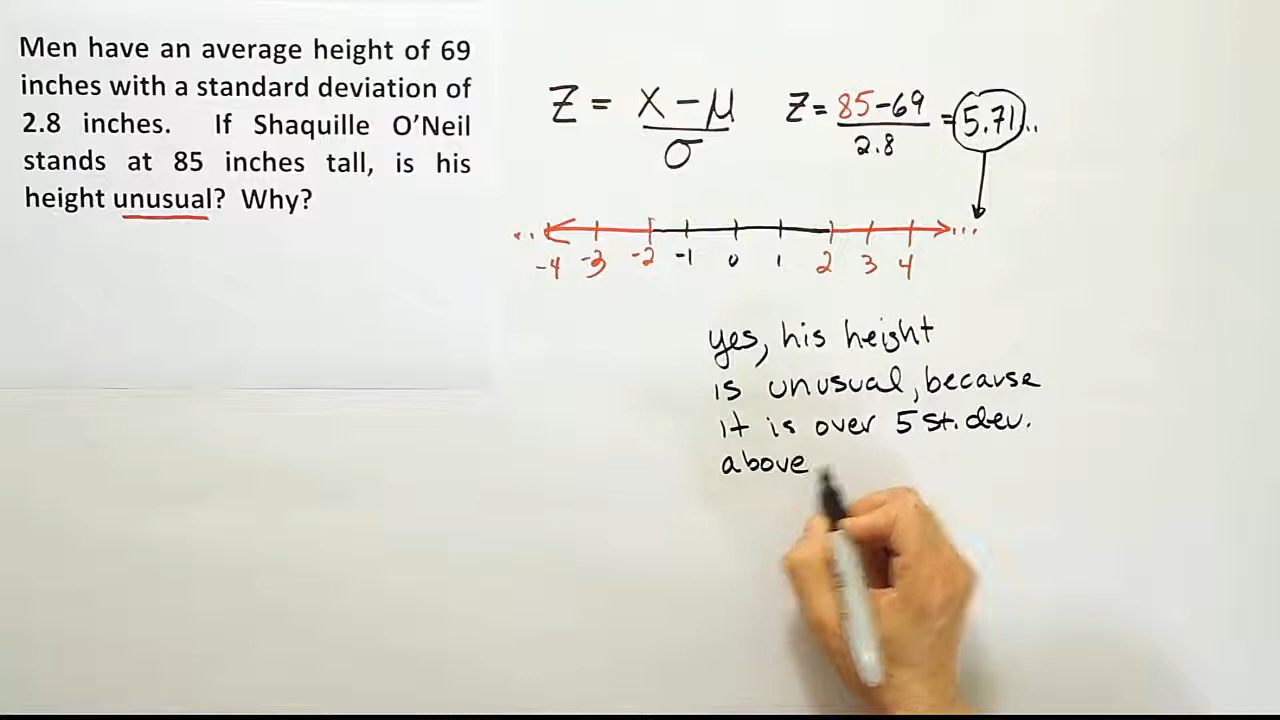 Men have an average height of 69
inches with a standard deviation of
2.8 inches. If Shaquille O'Neil
stands at 85 inches tall, is his
height unusual? Why?
Z = x - μ / σ
Z = 85 - 69 / 2.8 = 5.71...
... -4 -3 -2 -1 0 1 2 3 4 ...
yes, his height
is unusual, because
it is over 5 st. dev.
above